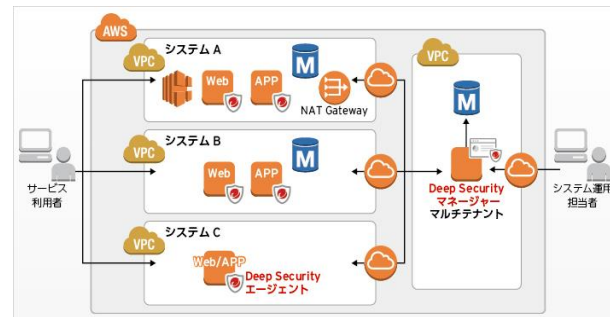 AWS
VPC
システム A
Web
APP
M
NAT Gateway
VPC
システム B
Web
APP
M
VPC
システム C
Web/APP
Deep Security
エージェント
VPC
M
Deep Security
マネージャー
マルチテナント
サービス
利用者
システム運用
担当者